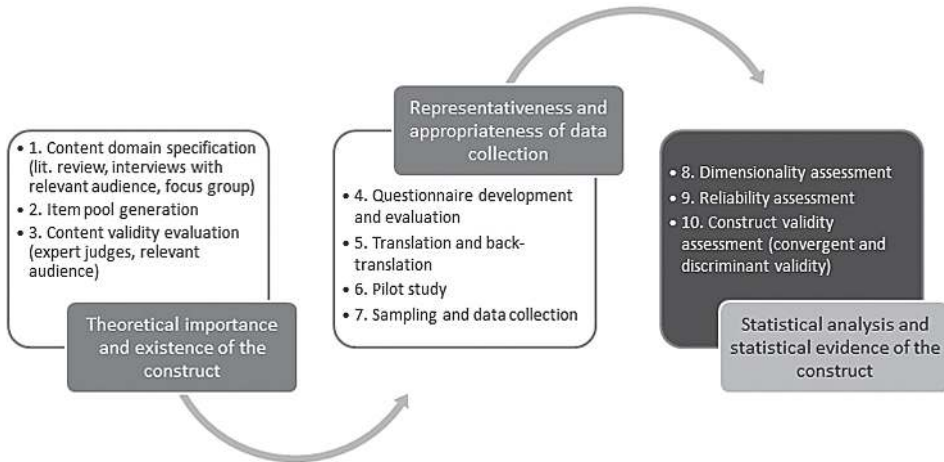 • 1. Content domain specification
(lit. review, interviews with
relevant audience, focus group)
• 2. Item pool generation
• 3. Content validity evaluation
(expert judges, relevant
audience)
Theoretical importance
and existence of the
construct
Representativeness and
appropriateness of data
collection
• 4. Questionnaire development
and evaluation
• 5. Translation and back-
translation
• 6. Pilot study
• 7. Sampling and data collection
• 8. Dimensionality assessment
• 9. Reliability assessment
• 10. Construct validity
assessment (convergent and
discriminant validity)
Statistical analysis and
statistical evidence of the
construct